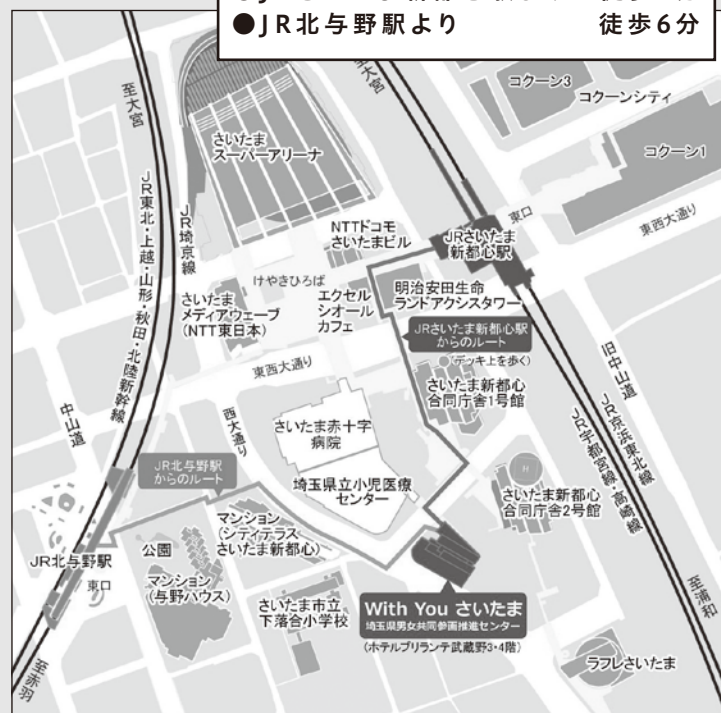 ●JR北与野駅より 徒歩6分
至大宮
コクーン3
コクーンシティ
コクーン1
さいたま
スーパーアリーナ
JR東北・上越・山形・秋田・北陸新幹線
JR埼京線
NTTドコモ
さいたまビル
JRさいたま
新都心駅
東口
東西大通り
至大宮
けやきひろば
さいたま
メディアウェーブ
(NTT東日本)
エクセル
シオール
カフェ
明治安田生命
ランドアクシスタワー
JRさいたま新都心駅
からのルート
(デッキ上を歩く)
東西大通り
さいたま新都心
合同庁舎1号館
旧中山道
JR京浜東北線
JR宇都宮線・高崎線
中山道
西大通り
さいたま赤十字
病院
埼玉県立小児医療
センター
JR北与野駅
からのルート
H
さいたま新都心
合同庁舎2号館
マンション
(シティテラス
さいたま新都心)
JR北与野駅
東口
公園
マンション
(与野ハウス)
さいたま市立
下落合小学校
With You さいたま
埼玉県男女共同参画推進センター
(ホテルブリランテ武蔵野3・4階)
至浦和
ラフレさいたま
至赤羽